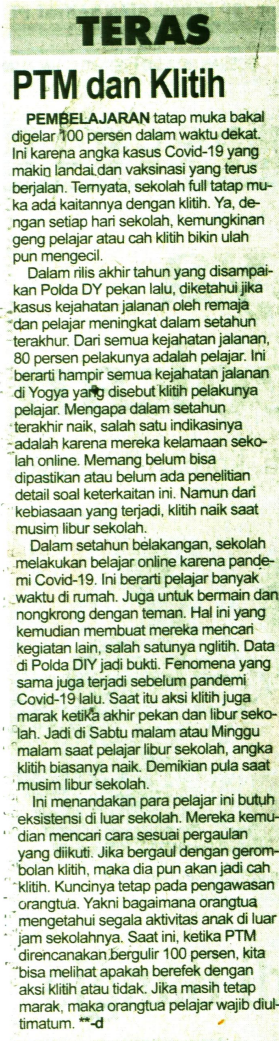 TERAS
PTM dan Klitih
PEMBELAJARAN tatap muka bakal
digelar 100 persen dalam waktu dekat.
Ini karena angka kasus Covid-19 yang
makin landai dan vaksinasi yang terus
berjalan. Ternyata, sekolah full tatap mu-
ka ada kaitannya dengan klitih. Ya, de-
ngan setiap hari sekolah, kemungkinan
geng pelajar atau cah klitih bikin ulah
pun mengecil.
Dalam rilis akhir tahun yang disampai-
kan Polda DY pekan lalu, diketahui jika
kasus kejahatan jalanan oleh remaja
dan pelajar meningkat dalam setahun
terakhur. Dari semua kejahatan jalanan,
80 persen pelakunya adalah pelajar. Ini
berarti hampir semua kejahatan jalanan
di Yogya yang disebut klitih pelakunya
pelajar. Mengapa dalam setahun
terakhir naik, salah satu indikasinya
adalah karena mereka kelamaan seko-
lah online. Memang belum bisa
dipastikan atau belum ada penelitian
detail soal keterkaitan ini. Namun dari
kebiasaan yang terjadi, klitih naik saat
musim libur sekolah.
Dalam setahun belakangan, sekolah
melakukan belajar online karena pande-
mi Covid-19. Ini berarti pelajar banyak
waktu di rumah. Juga untuk bermain dan
nongkrong dengan teman. Hal ini yang
kemudian membuat mereka mencari
kegiatan lain, salah satunya nglitih. Data
di Polda DIY jadi bukti. Fenomena yang
sama juga terjadi sebelum pandemi
Covid-19 lalu. Saat itu aksi klitih juga
marak ketika akhir pekan dan libur seko-
lah. Jadi di Sabtu malam atau Minggu
malam saat pelajar libur sekolah, angka
klitih biasanya naik. Demikian pula saat
musim libur sekolah.
Ini menandakan para pelajar ini butuh
eksistensi di luar sekolah. Mereka kemu-
dian mencari cara sesuai pergaulan
yang diikuti. Jika bergaul dengan gerom-
bolan klitih, maka dia pun akan jadi cah
klitih. Kuncinya tetap pada pengawasan
orangtua. Yakni bagaimana orangtua
mengetahui segala aktivitas anak di luar
jam sekolahnya. Saat ini, ketika PTM
direncanakan bergulir 100 persen, kita
bisa melihat apakah berefek dengan
aksi klitih atau tidak. Jika masih tetap
marak, maka orangtua pelajar wajib diul-
timatum. **-d